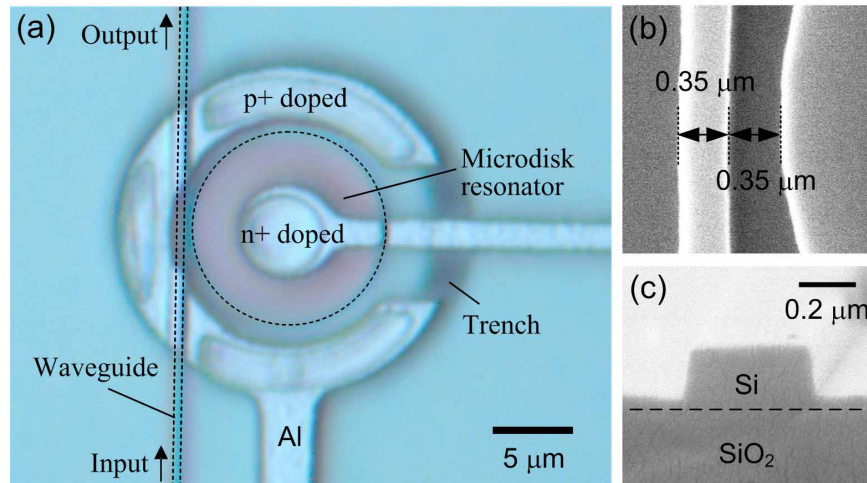 (a)
Output
p+ doped
Microdisk
resonator
n+ doped
Trench
Waveguide
Al
Input
5 μm
(b)
0.35 μm
0.35 μm
(c)
0.2 μm
Si
SiO₂